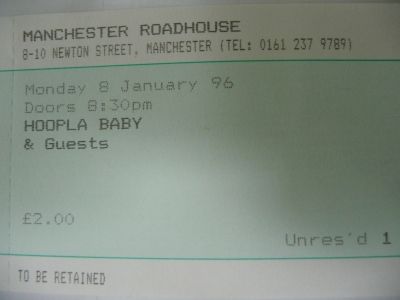 MANCHESTER ROADHOUSE
8-10 NEWTON STREET, MANCHESTER (TEL: 0161 237 9789)
Monday 8 January 96
Doors 8:30pm
HOOPLA BABY
& Guests
£2.00
Unres'd 1
TO BE RETAINED